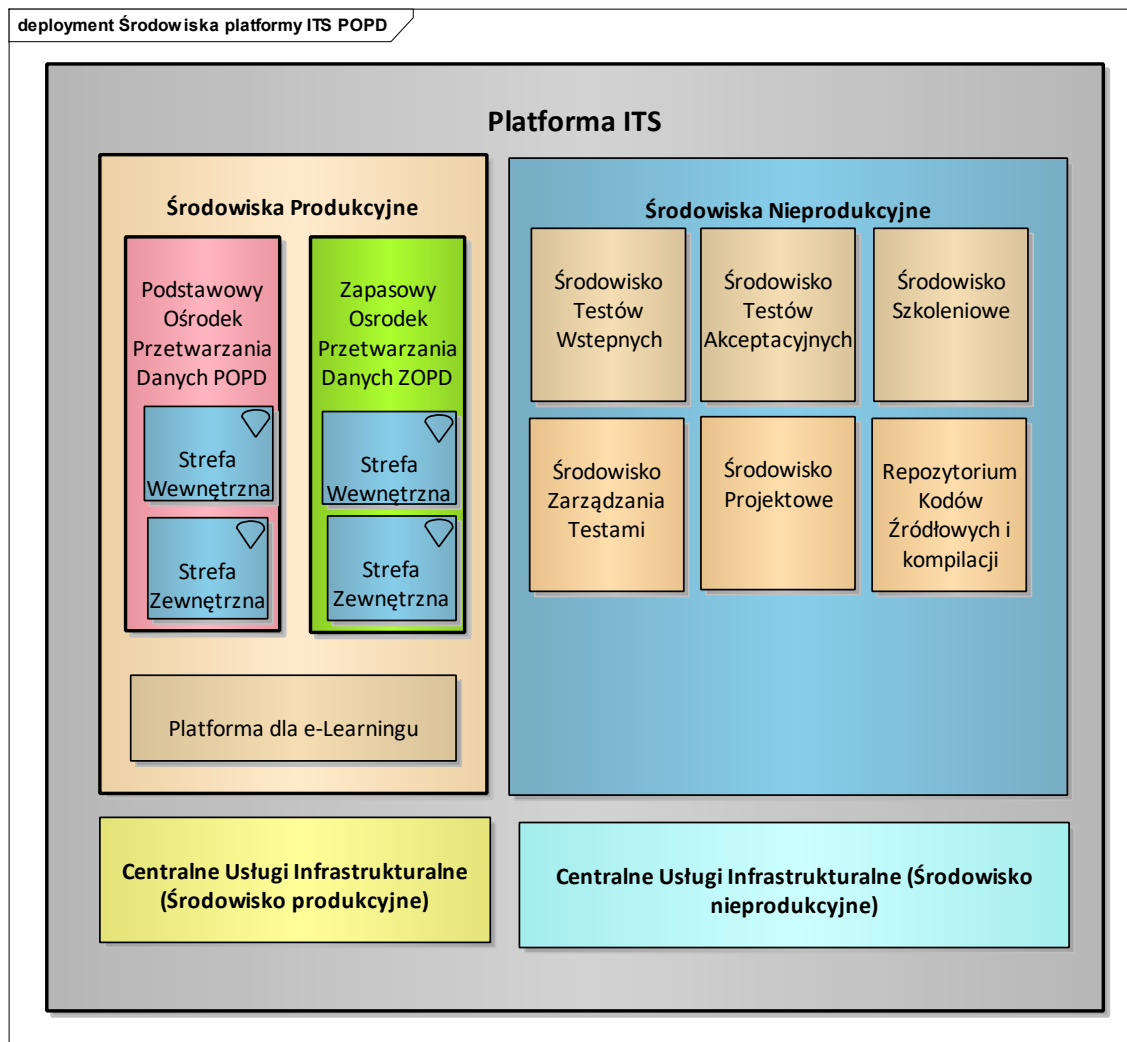 deployment Środowiska platformy ITS POPD
Platforma ITS
Środowiska Produkcyjne
Podstawowy
Ośrodek
Przetwarzania
Danych POPD
Strefa
Wewnętrzna
Strefa
Zewnętrzna
Zapasowy
Osrodek
Przetwarzania
Danych ZOPD
Strefa
Wewnętrzna
Strefa
Zewnętrzna
Platforma dla e-Learningu
Środowiska Nieprodukcyjne
Środowisko
Testów
Wstepnych
Środowisko
Testów
Akceptacyjnych
Środowisko
Szkoleniowe
Środowisko
Zarządzania
Testami
Środowisko
Projektowe
Repozytorium
Kodów
Źródłowych i
kompilacji
Centralne Usługi Infrastrukturalne
(Środowisko produkcyjne)
Centralne Usługi Infrastrukturalne (Środowisko
nieprodukcyjne)